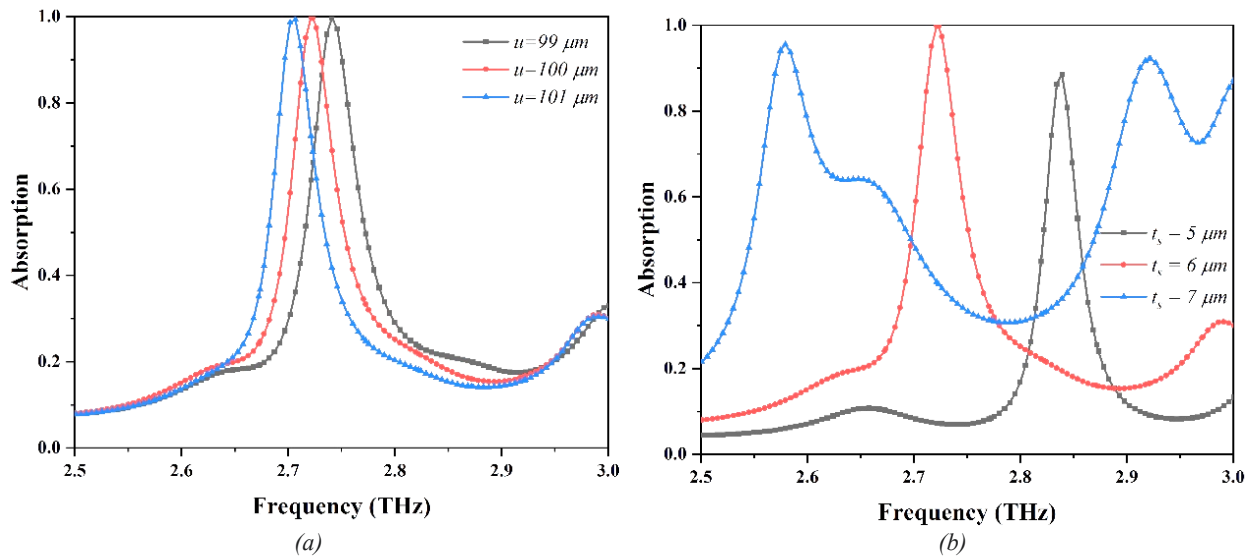 1.0
0.8
0.6
0.4
0.2
0.0
Absorption
u=99 μm
u–100 μm
u–101 μm
2.5 2.6 2.7 2.8 2.9 3.0
Frequency (THz)
(a)
1.0
0.8
0.6
0.4
0.2
0.0
Absorption
ts – 5 μm
ts = 6 μm
ts – 7 μm
2.5 2.6 2.7 2.8 2.9 3.0
Frequency (THz)
(b)